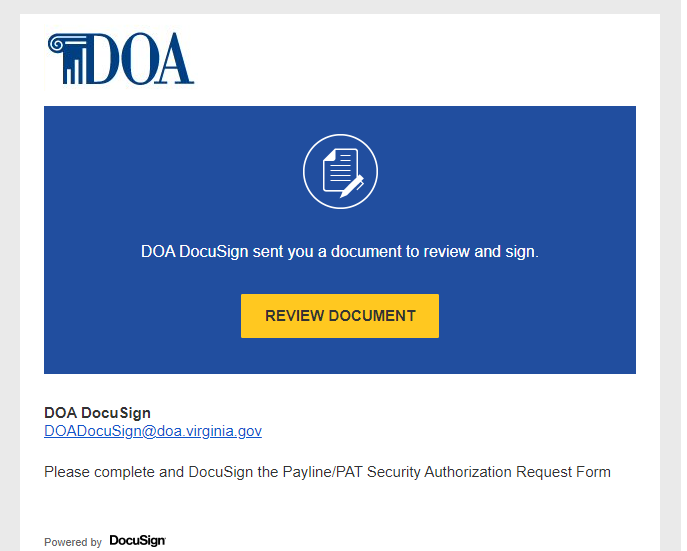 DOA
DOA DocuSign sent you a document to review and sign.
REVIEW DOCUMENT
DOA DocuSign
DOADocuSign@doa.virginia.gov
Please complete and DocuSign the Payline/PAT Security Authorization Request Form
Powered by DocuSign